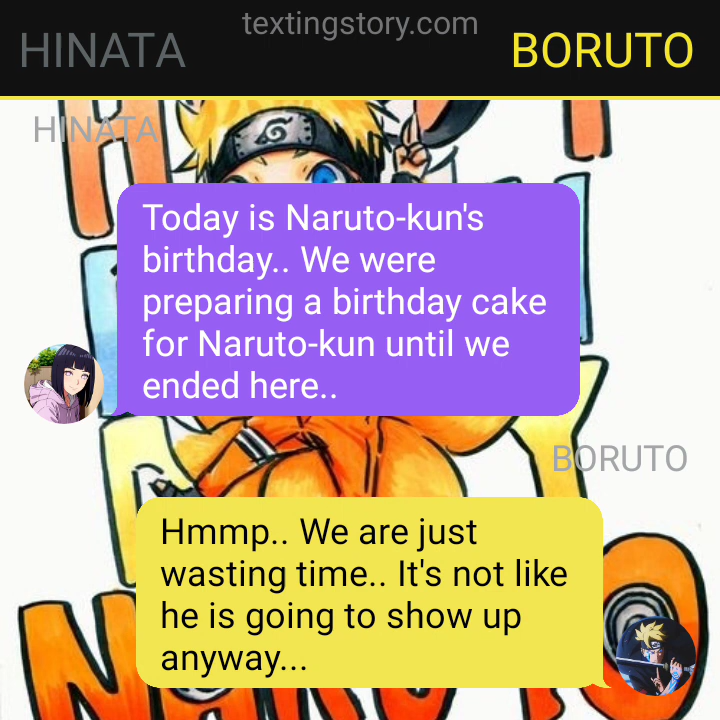 textingstory.com
HINATA
BORUTO
HINATA
Today is Naruto-kun's
birthday.. We were
preparing a birthday cake
for Naruto-kun until we
ended here..
BORUTO
Hmmp.. We are just
wasting time.. It's not like
he is going to show up
anyway...